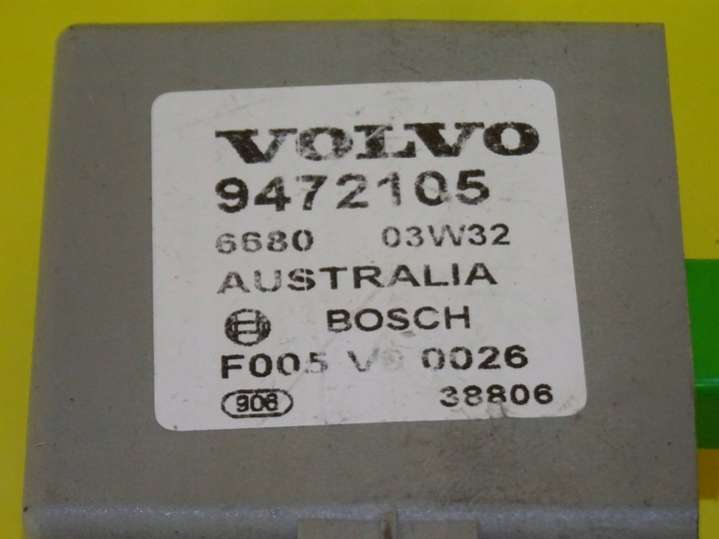 VOLVO
9472105
6680 03W32
AUSTRALIA
BOSCH
F005 0026
906 38806